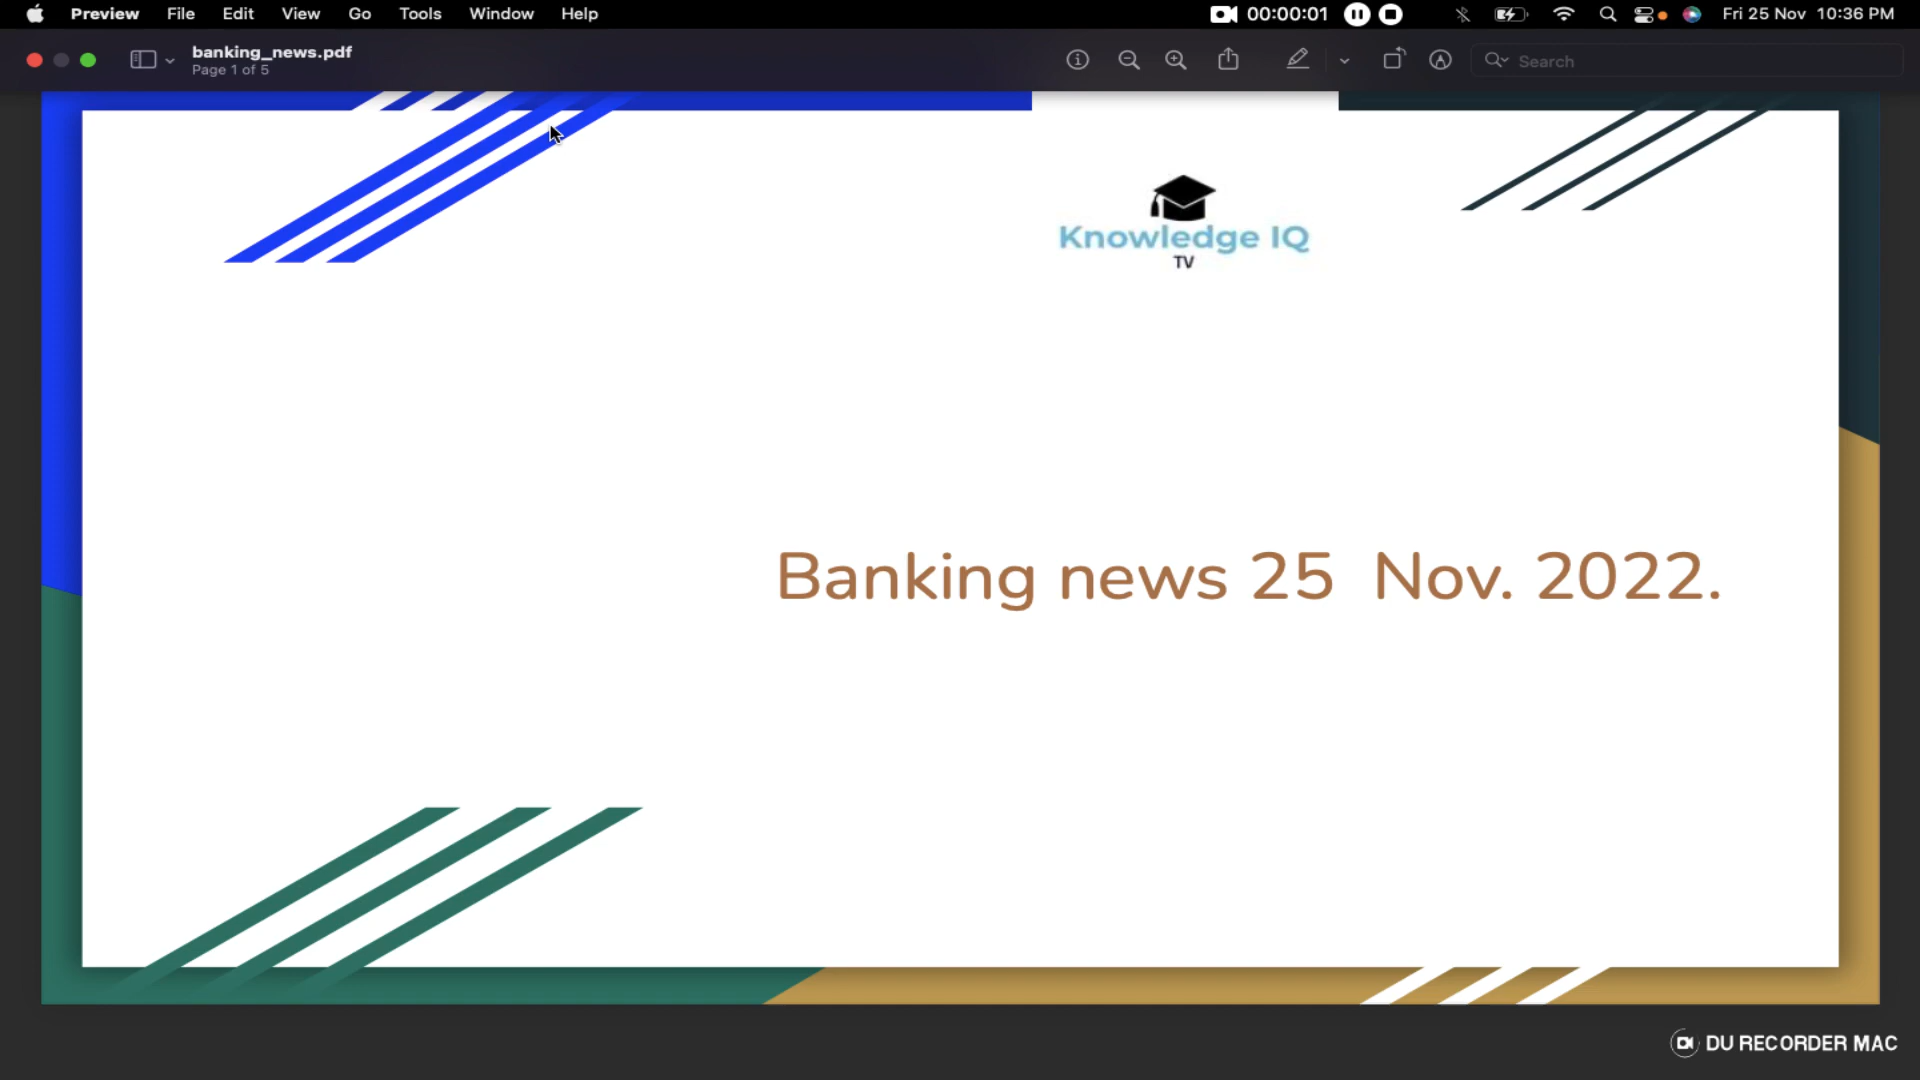 Preview File Edit View Go Tools Window Help 00:00:01 Fri 25 Nov 10:36 PM
banking_news.pdf
Page 1 of 5
Search
Knowledge IQ
TV
Banking news 25 Nov. 2022.
DU RECORDER MAC